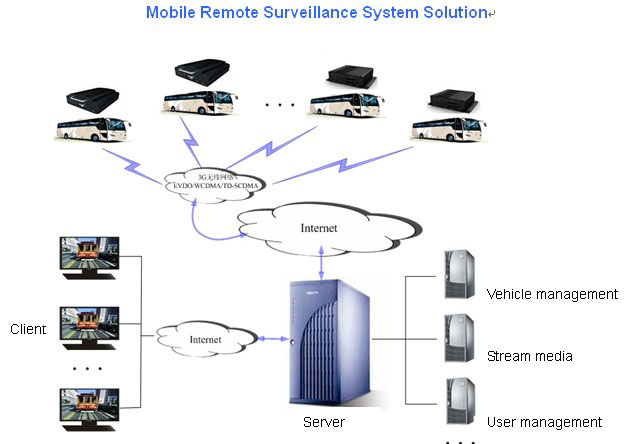 Mobile Remote Surveillance System Solution
. . .
3G无线网络
EVDO/WCDMA/TD-SCDMA
Internet
Vehicle management
Client
Internet
Stream media
. . .
Server
User management
. . .